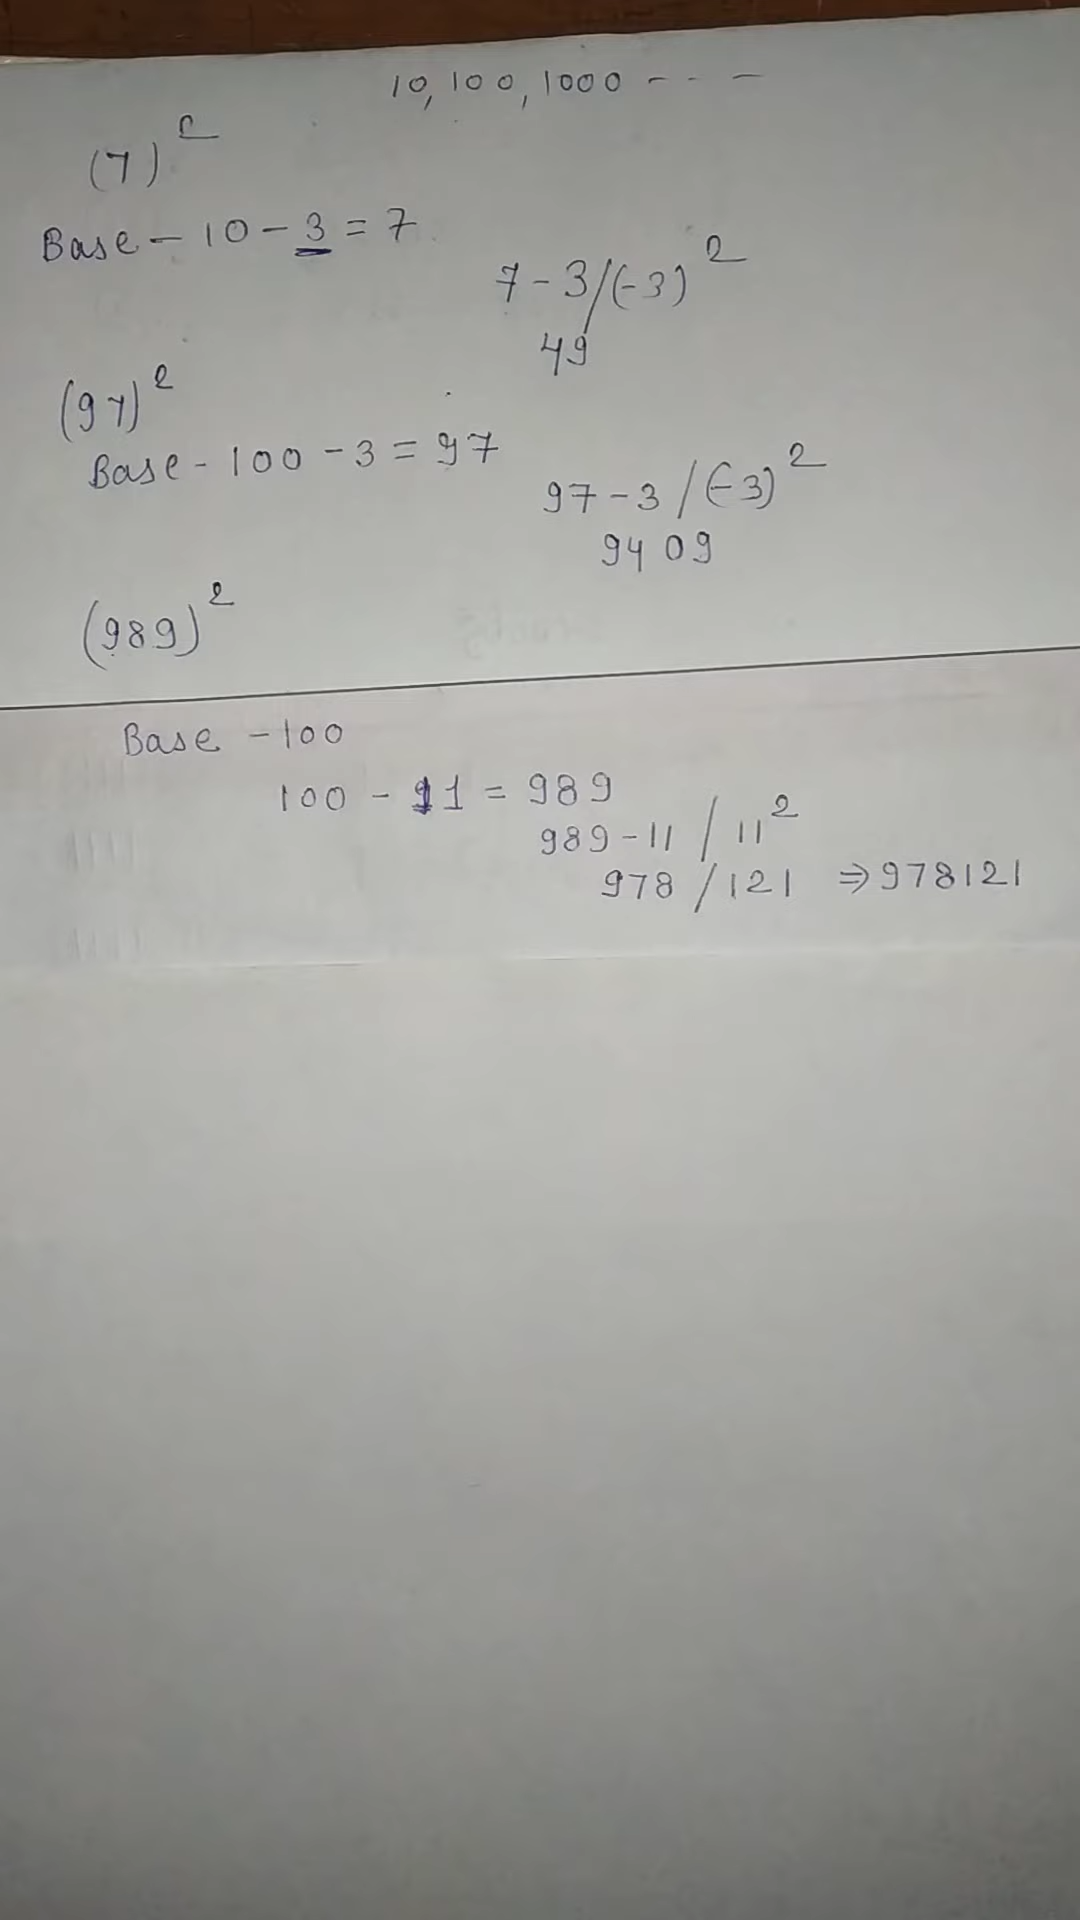 10, 100, 1000 - - -
(7)²
Base - 10 - 3 = 7
7 - 3/(-3)²
49
(97)²
Base - 100 - 3 = 97
97 - 3 / (-3)²
9409
(989)²
Base - 100
100 - 11 = 989
989 - 11 / 11²
978 / 121 ⇒ 978121